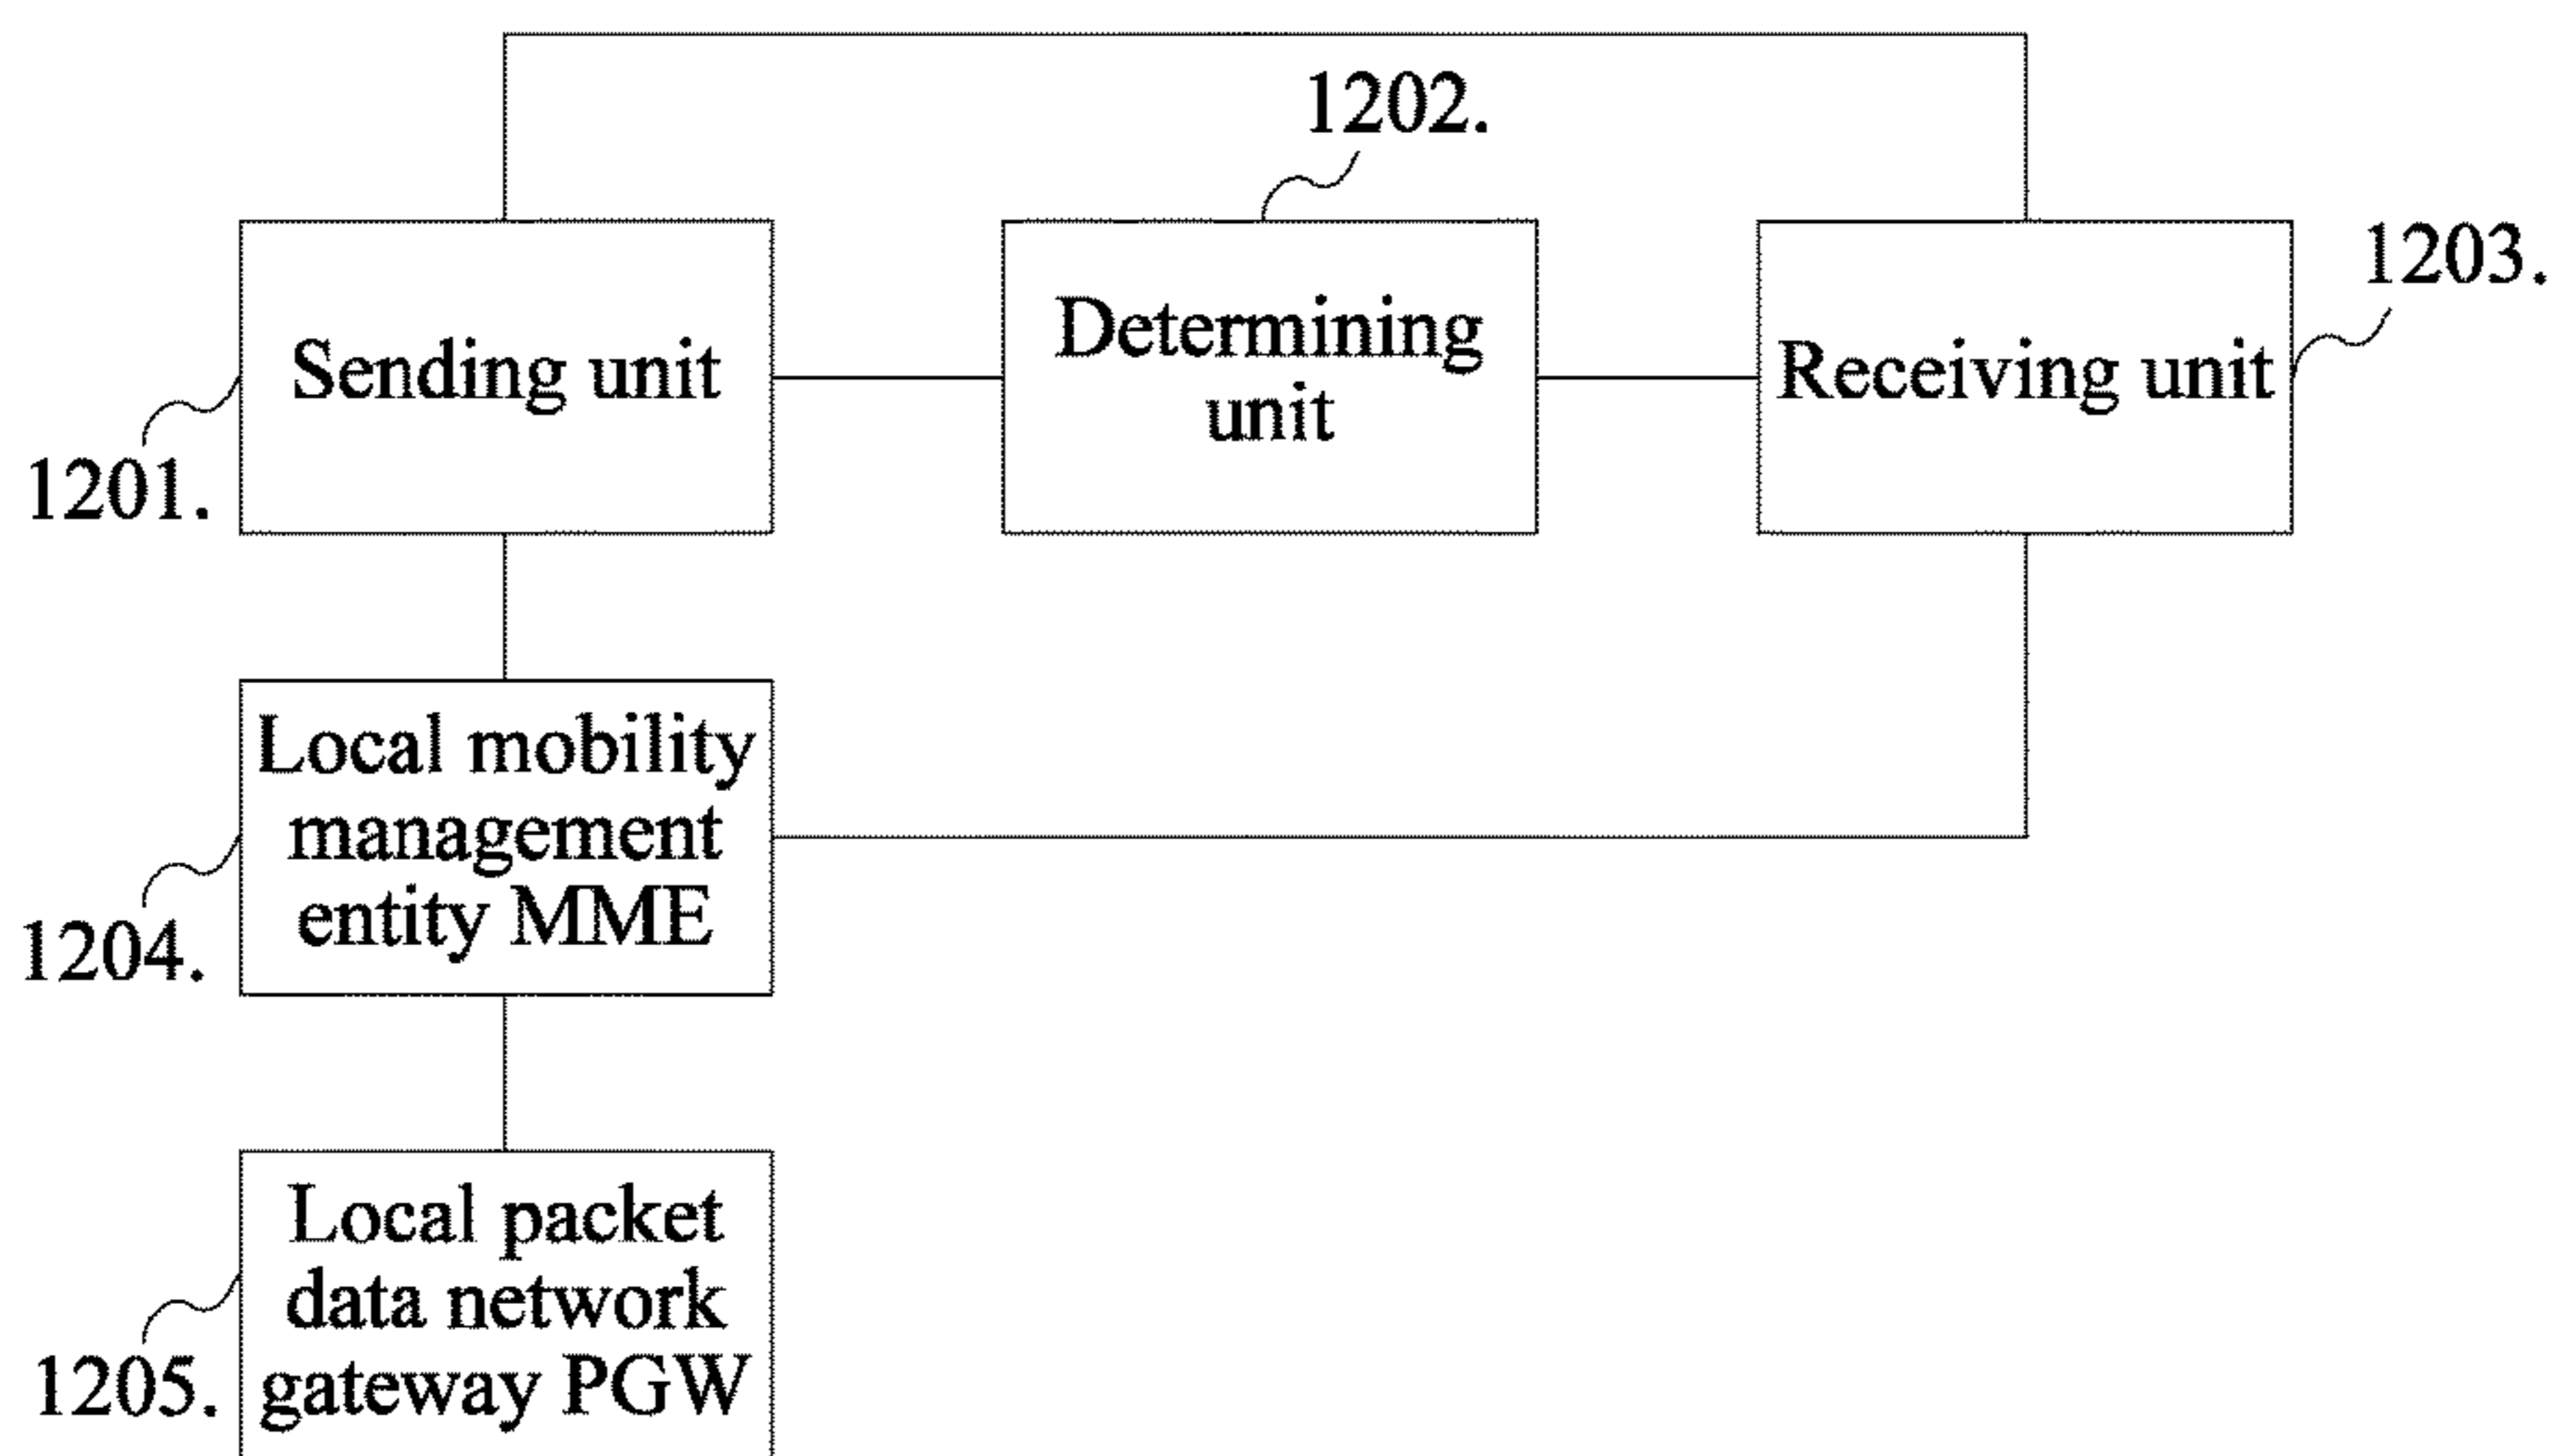 1202.
1203.
Sending unit
Determining
unit
Receiving unit
1201.
Local mobility
management
entity MME
1204.
Local packet
data network
gateway PGW
1205.